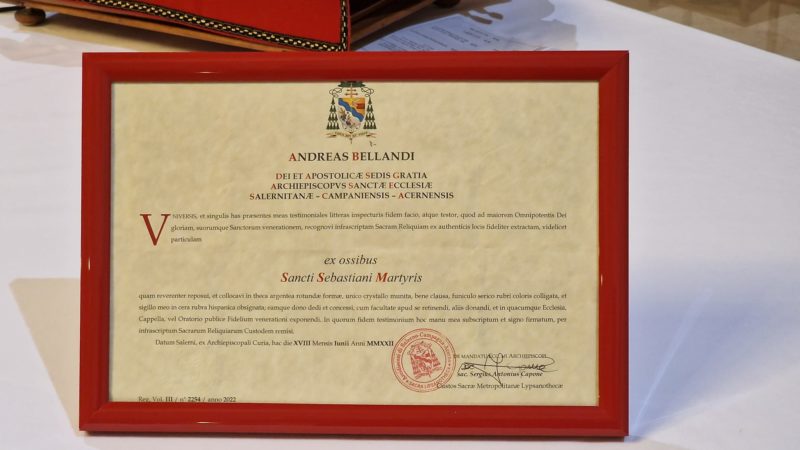 ANDREAS BELLANDI
DEI ET APOSTOLICÆ SEDIS GRATIA
ARCHIEPISCOPVS SANCTÆ ECCLESIÆ
SALERNITANÆ – CAMPANIENSIS – ACERNENSIS
VNIVERSIS, et singulis has præsentes meas testimoniales litteras inspecturis fidem facio, atque testor, quod ad maiorem Omnipotentis Dei
gloriam, suorumque Sanctorum venerationem, recognovi infrascriptam Sacram Reliquiam ex authenticis locis fideliter extractam, videlicet
particulam
ex ossibus
Sancti Sebastiani Martyris
quam reverenter reposui, et collocavi in theca argentea rotundæ formæ, unico crystallo munita, bene clausa, funiculo serico rubri coloris colligata, et
sigillo meo in cera rubra hispanica obsignata; eamque dono dedi et concessi, cum facultate apud se retinendi, aliis donandi, et in quacumque Ecclesia,
Cappella, vel Oratorio publice Fidelium venerationi exponendi. In quorum fidem testimonium hoc manu mea subscriptum et signo firmatum, per
infrascriptum Sacrarum Reliquiarum Custodem remisi.
Datum Salerni, ex Archiepiscopali Curia, hac die XVIII Mensis Iunii Anni MMXXII
DE MANDATU ARCHIEPISCOPI
sac. Sergius Antonius Capone
Custos Sacræ Metropolitanæ Lypsanothecæ
Reg. Vol. III / n° 2254 / anno 2022